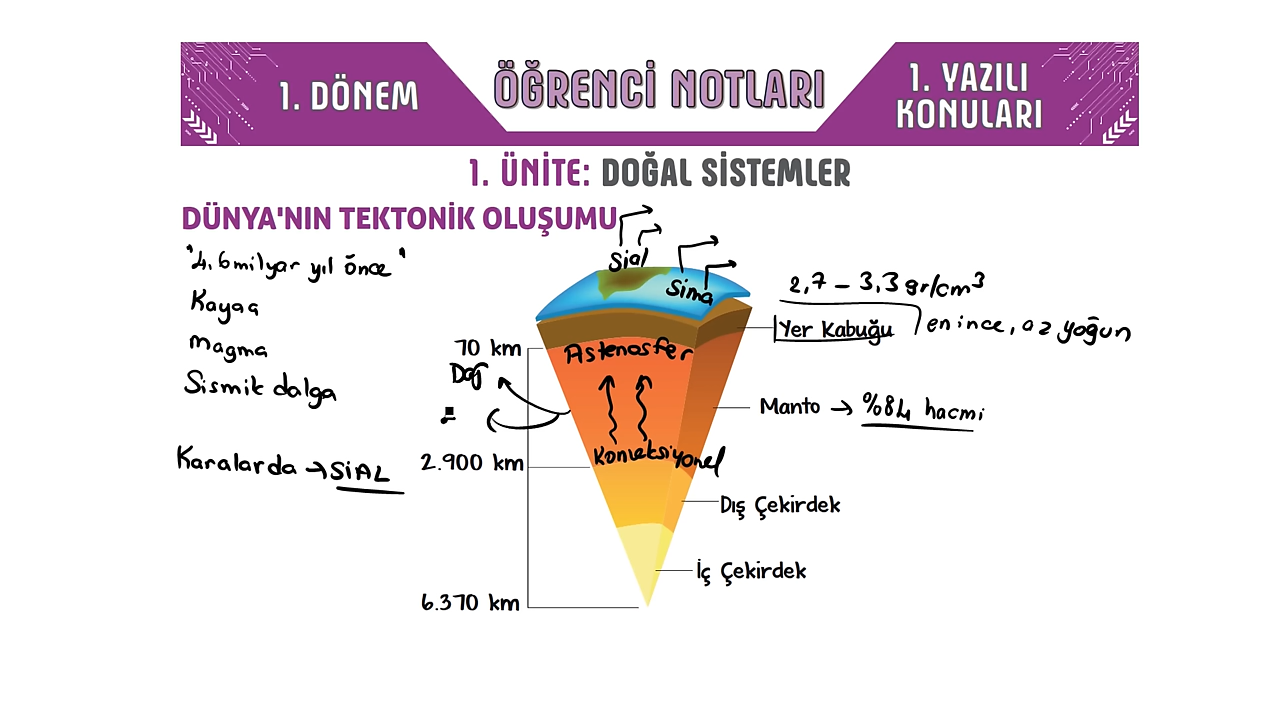 1. DÖNEM
ÖĞRENCİ NOTLARI
1. YAZILI
KONULARI
1. ÜNİTE: DOĞAL SİSTEMLER
DÜNYA'NIN TEKTONİK OLUŞUMU
"4,6 milyar yıl önce"
Kayaç
magma
Sismik dalga
Karalarda → SİAL
Sial
Sima
2,7 – 3,3 gr/cm³
Yer Kabuğu
en ince, az yoğun
70 km
Astenosfer
Manto → %84 hacmi
2.900 km
Konveksiyonel
Dış Çekirdek
İç Çekirdek
6.370 km